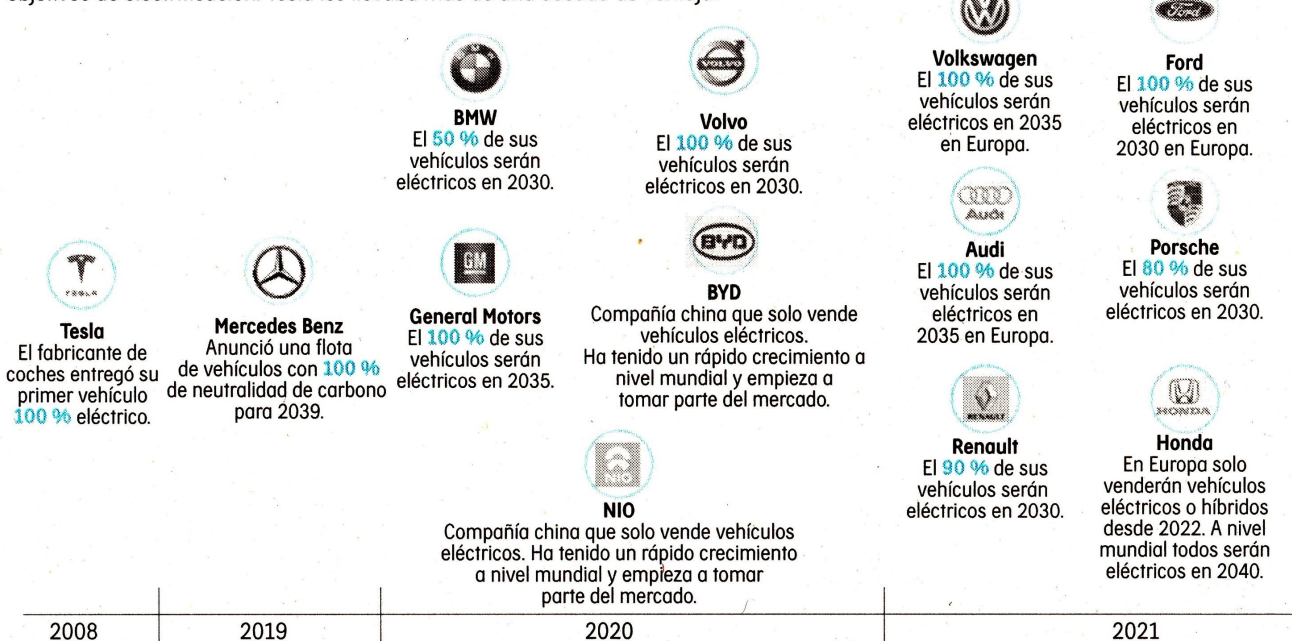 Tesla
El fabricante de
coches entregó su
primer vehículo
100 % eléctrico.
Mercedes Benz
Anunció una flota
de vehículos con 100 %
de neutralidad de carbono
para 2039.
BMW
El 50 % de sus
vehículos serán
eléctricos en 2030.
GM
General Motors
El 100 % de sus
vehículos serán
eléctricos en 2035.
VOLVO
Volvo
El 100 % de sus
vehículos serán
eléctricos en 2030.
BYD
BYD
Compañía china que solo vende
vehículos eléctricos.
Ha tenido un rápido crecimiento a
nivel mundial y empieza a
tomar parte del mercado.
NIO
NIO
Compañía china que solo vende vehículos
eléctricos. Ha tenido un rápido crecimiento
a nivel mundial y empieza a tomar
parte del mercado.
Volkswagen
El 100 % de sus
vehículos serán
eléctricos en 2035
en Europa.
Audi
Audi
El 100 % de sus
vehículos serán
eléctricos en
2035 en Europa.
RENAULT
Renault
El 90 % de sus
vehículos serán
eléctricos en 2030.
Ford
Ford
El 100 % de sus
vehículos serán
eléctricos en
2030 en Europa.
Porsche
El 80 % de sus
vehículos serán
eléctricos en 2030.
HONDA
Honda
En Europa solo
venderán vehículos
eléctricos o híbridos
desde 2022. A nivel
mundial todos serán
eléctricos en 2040.
2008
2019
2020
2021